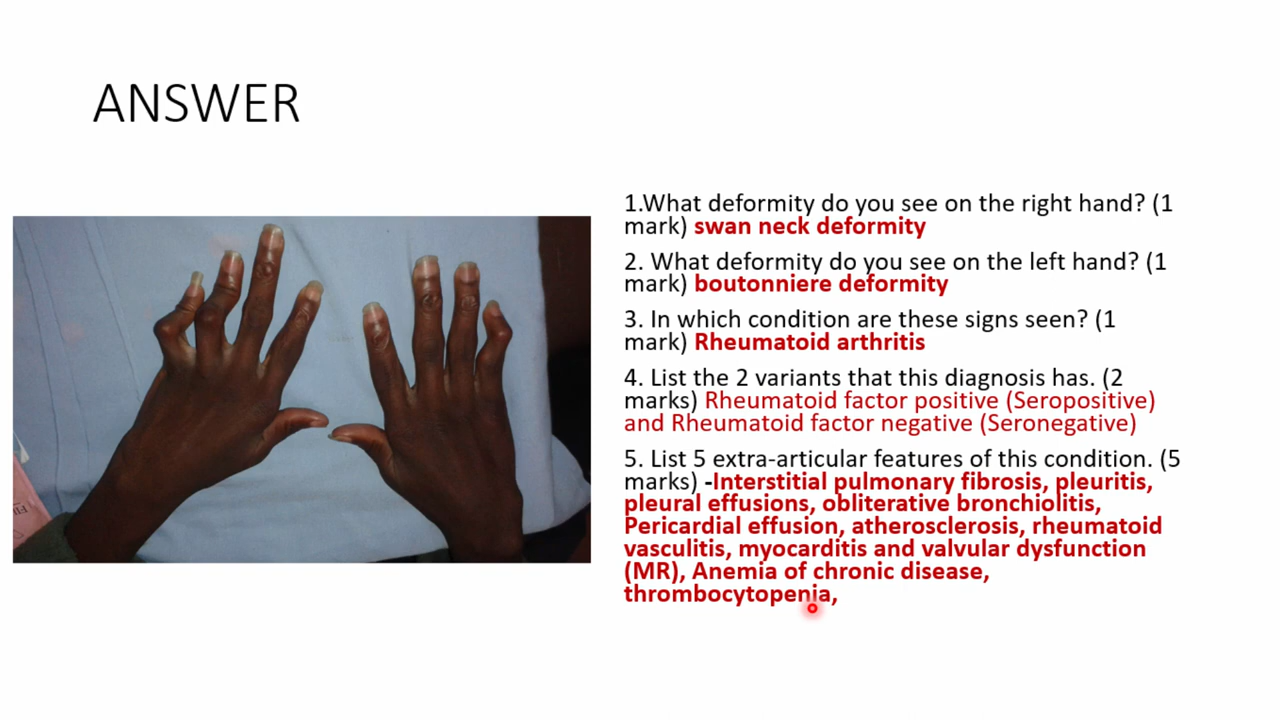 ANSWER
1.What deformity do you see on the right hand? (1
mark) swan neck deformity
2. What deformity do you see on the left hand? (1
mark) boutonniere deformity
3. In which condition are these signs seen? (1
mark) Rheumatoid arthritis
4. List the 2 variants that this diagnosis has. (2
marks) Rheumatoid factor positive (Seropositive)
and Rheumatoid factor negative (Seronegative)
5. List 5 extra-articular features of this condition. (5
marks) -Interstitial pulmonary fibrosis, pleuritis,
pleural effusions, obliterative bronchiolitis,
Pericardial effusion, atherosclerosis, rheumatoid
vasculitis, myocarditis and valvular dysfunction
(MR), Anemia of chronic disease,
thrombocytopenia,